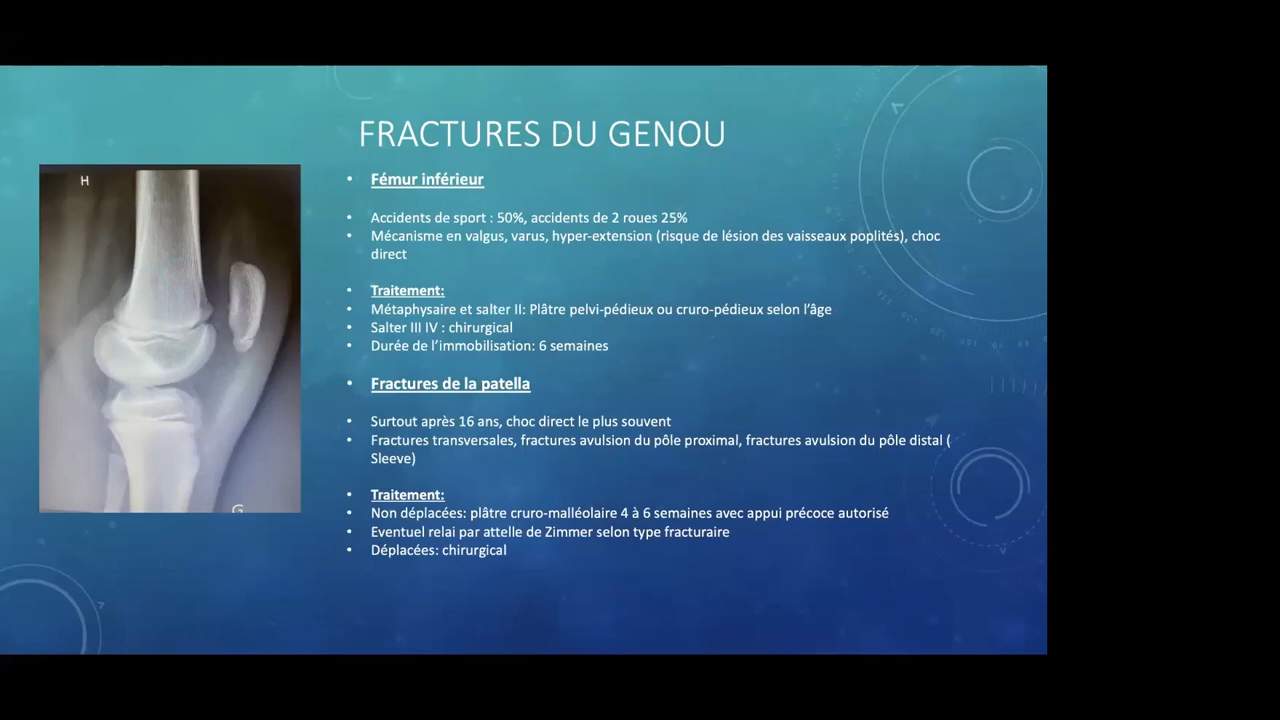 FRACTURES DU GENOU
H
• Fémur inférieur
• Accidents de sport : 50%, accidents de 2 roues 25%
• Mécanisme en valgus, varus, hyper-extension (risque de lésion des vaisseaux poplités), choc
direct
• Traitement:
• Métaphysaire et salter II: Plâtre pelvi-pédieux ou cruro-pédieux selon l'âge
• Salter III IV : chirurgical
• Durée de l'immobilisation: 6 semaines
• Fractures de la patella
• Surtout après 16 ans, choc direct le plus souvent
• Fractures transversales, fractures avulsion du pôle proximal, fractures avulsion du pôle distal (
Sleeve)
• Traitement:
• Non déplacées: plâtre cruro-malléolaire 4 à 6 semaines avec appui précoce autorisé
• Eventuel relai par attelle de Zimmer selon type fracturaire
• Déplacées: chirurgical
G